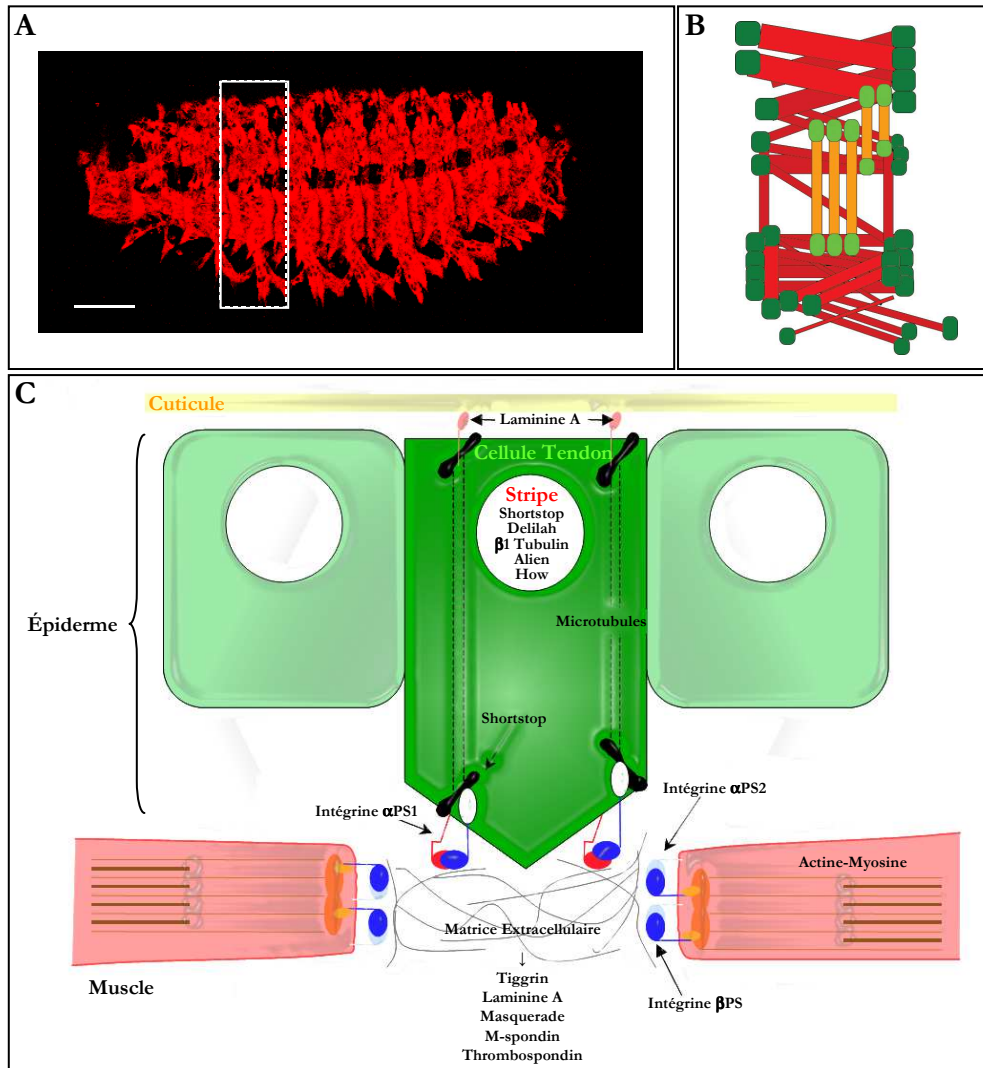 A
B
C
Cuticule
Laminine A
Cellule Tendon
Stripe
Shortstop
Delilah
β1 Tubulin
Alien
How
Épiderme
Microtubules
Shortstop
Intégrine αPS1
Intégrine αPS2
Actine-Myosine
Matrice Extracellulaire
↓
Tiggrin
Laminine A
Masquerade
M-spondin
Thrombospondin
Muscle
Intégrine βPS